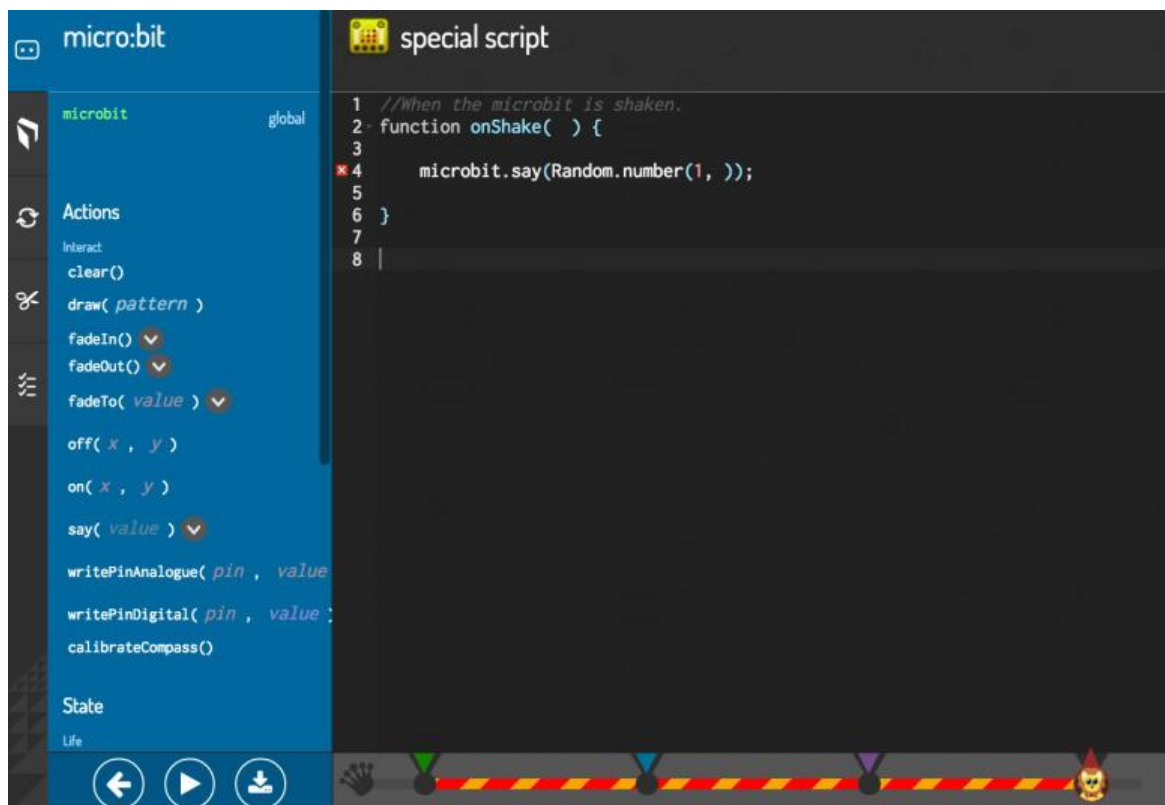 micro:bit
microbit
global
Actions
Interact
clear()
draw( pattern )
fadeIn()
fadeOut()
fadeTo( value )
off( x , y )
on( x , y )
say( value )
writePinAnalogue( pin , value
writePinDigital( pin , value )
calibrateCompass()
State
Life
special script
1 //When the microbit is shaken.
2 function onShake( ) {
3
4 microbit.say(Random.number(1, ));
5
6 }
7
8